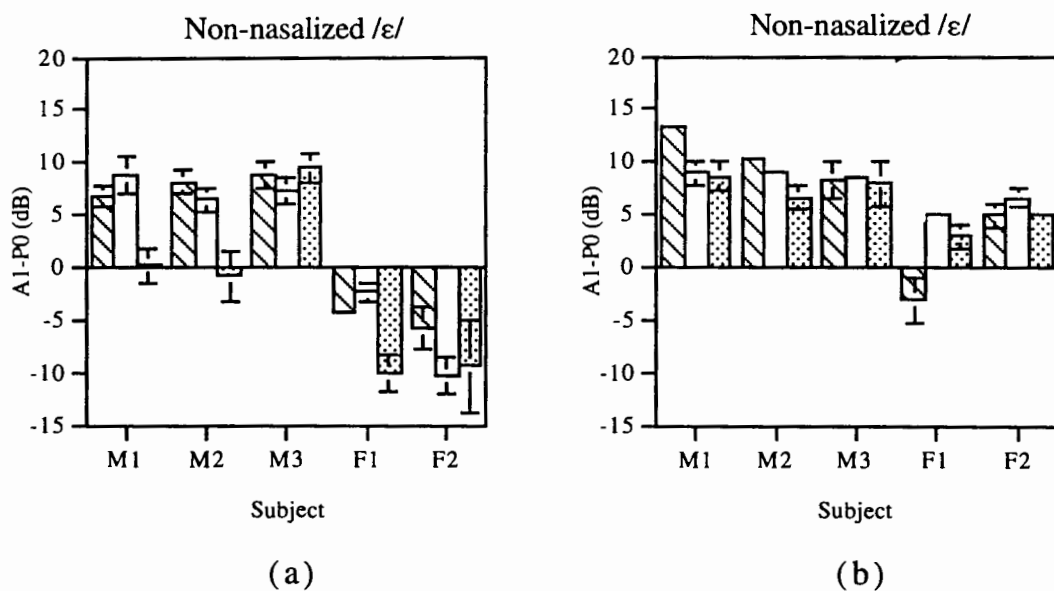 Non-nasalized /ε/
20
15
10
5
0
-5
-10
-15
A1-P0 (dB)
M1 M2 M3 F1 F2
Subject
(a)
Non-nasalized /ε/
20
15
10
5
0
-5
-10
-15
A1-P0 (dB)
M1 M2 M3 F1 F2
Subject
(b)